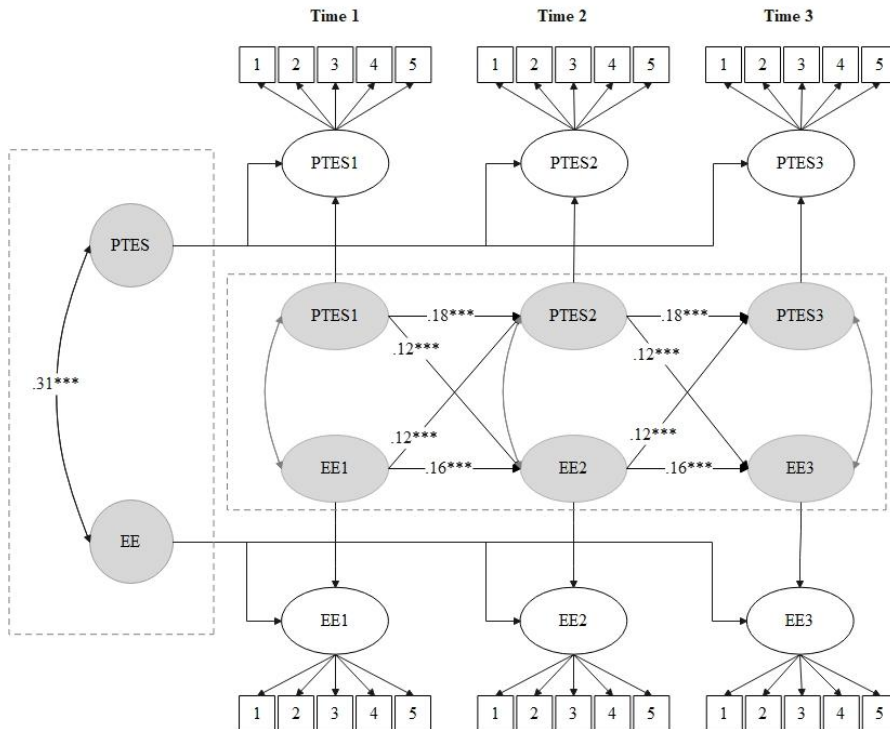 Time 1 Time 2 Time 3
1 2 3 4 5 1 2 3 4 5 1 2 3 4 5
PTES1 PTES2 PTES3
PTES
PTES1 .18*** PTES2 .18*** PTES3
.12*** .12***
.31***
.12*** .12***
EE1 .16*** EE2 .16*** EE3
EE
EE1 EE2 EE3
1 2 3 4 5 1 2 3 4 5 1 2 3 4 5